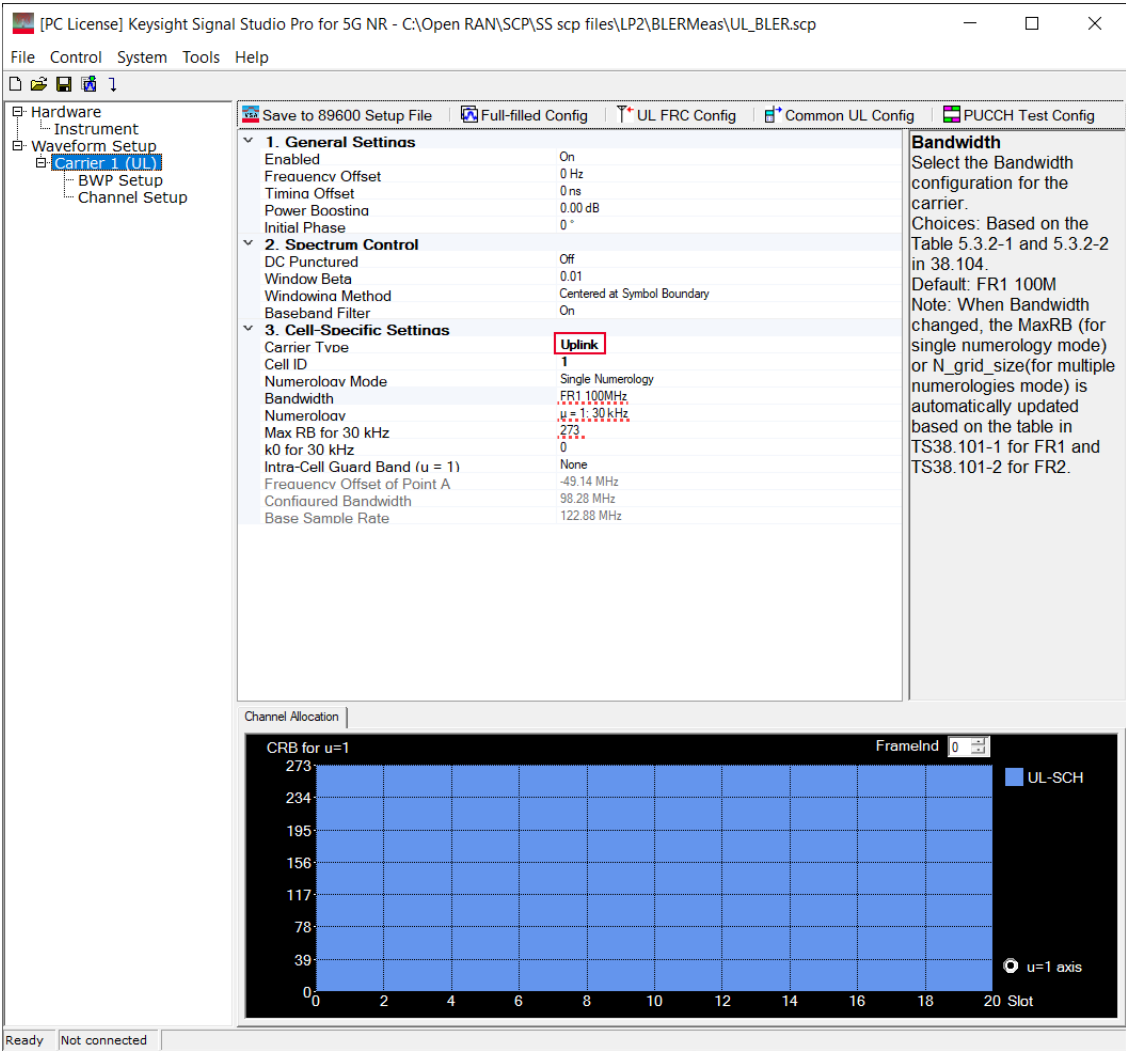 [PC License] Keysight Signal Studio Pro for 5G NR - C:\Open RAN\SCP\SS scp files\LP2\BLERMeas\UL_BLER.scp
File Control System Tools Help
Hardware
Instrument
Waveform Setup
Carrier 1 (UL)
BWP Setup
Channel Setup
Save to 89600 Setup File Full-filled Config UL FRC Config Common UL Config PUCCH Test Config
1. General Settings
Enabled On
Frequency Offset 0 Hz
Timing Offset 0 ns
Power Boosting 0.00 dB
Initial Phase 0 °
2. Spectrum Control
DC Punctured Off
Window Beta 0.01
Windowing Method Centered at Symbol Boundary
Baseband Filter On
3. Cell-Specific Settings
Carrier Type Uplink
Cell ID 1
Numerology Mode Single Numerology
Bandwidth FR1 100MHz
Numerology μ = 1: 30 kHz
Max RB for 30 kHz 273
k0 for 30 kHz 0
Intra-Cell Guard Band (u = 1) None
Frequency Offset of Point A -49.14 MHz
Configured Bandwidth 98.28 MHz
Base Sample Rate 122.88 MHz
Bandwidth
Select the Bandwidth
configuration for the
carrier.
Choices: Based on the
Table 5.3.2-1 and 5.3.2-2
in 38.104.
Default: FR1 100M
Note: When Bandwidth
changed, the MaxRB (for
single numerology mode)
or N_grid_size(for multiple
numerologies mode) is
automatically updated
based on the table in
TS38.101-1 for FR1 and
TS38.101-2 for FR2.
Channel Allocation
CRB for u=1 FrameInd 0
273
234
195
156
117
78
39
0
0 2 4 6 8 10 12 14 16 18 20 Slot
UL-SCH
u=1 axis
Ready Not connected